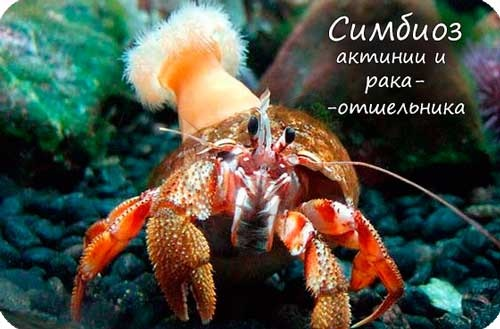 Симбиоз
актинии и
рака-
-отшельника